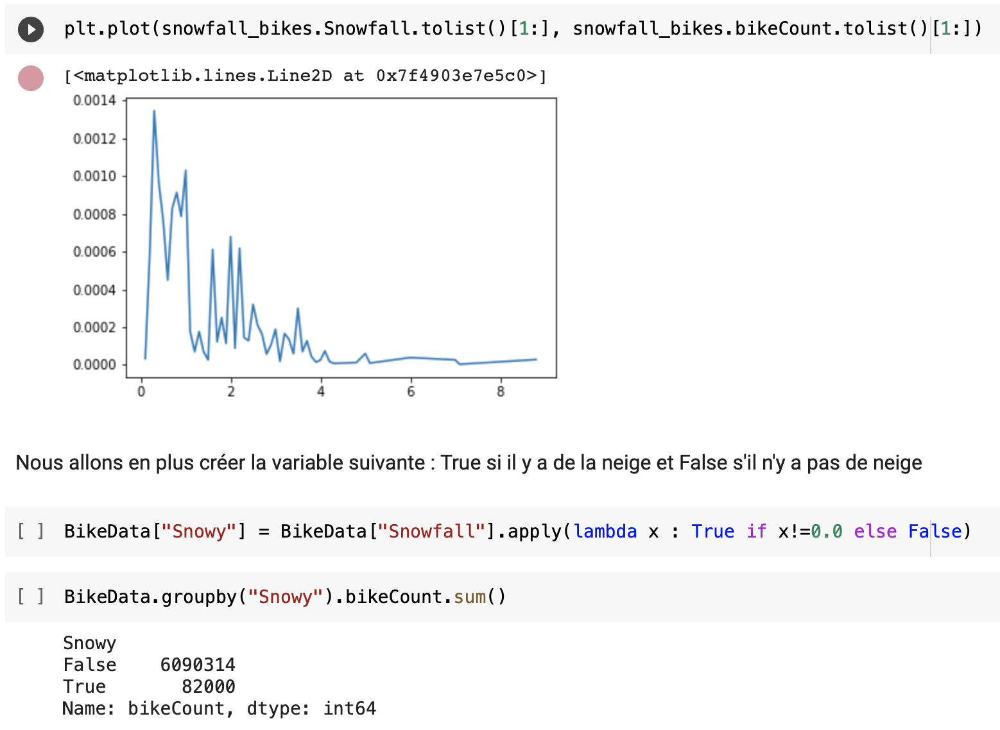 plt.plot(snowfall_bikes.Snowfall.tolist()[1:], snowfall_bikes.bikeCount.tolist()[1:])
[<matplotlib.lines.Line2D at 0x7f4903e7e5c0>]
0.0014
0.0012
0.0010
0.0008
0.0006
0.0004
0.0002
0.0000
0 2 4 6 8
Nous allons en plus créer la variable suivante : True si il y a de la neige et False s'il n'y a pas de neige
[ ] BikeData["Snowy"] = BikeData["Snowfall"].apply(lambda x : True if x!=0.0 else False)
[ ] BikeData.groupby("Snowy").bikeCount.sum()
Snowy
False    6090314
True       82000
Name: bikeCount, dtype: int64